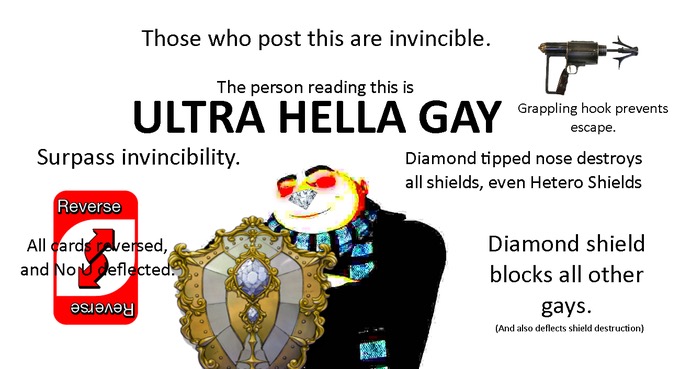 Those who post this are invincible.
The person reading this is
ULTRA HELLA GAY
Grappling hook prevents
escape.
Surpass invincibility.
Diamond tipped nose destroys
all shields, even Hetero Shields
Reverse
All cards reversed,
and No U deflected.
Reverse
Diamond shield
blocks all other
gays.
(And also deflects shield destruction)